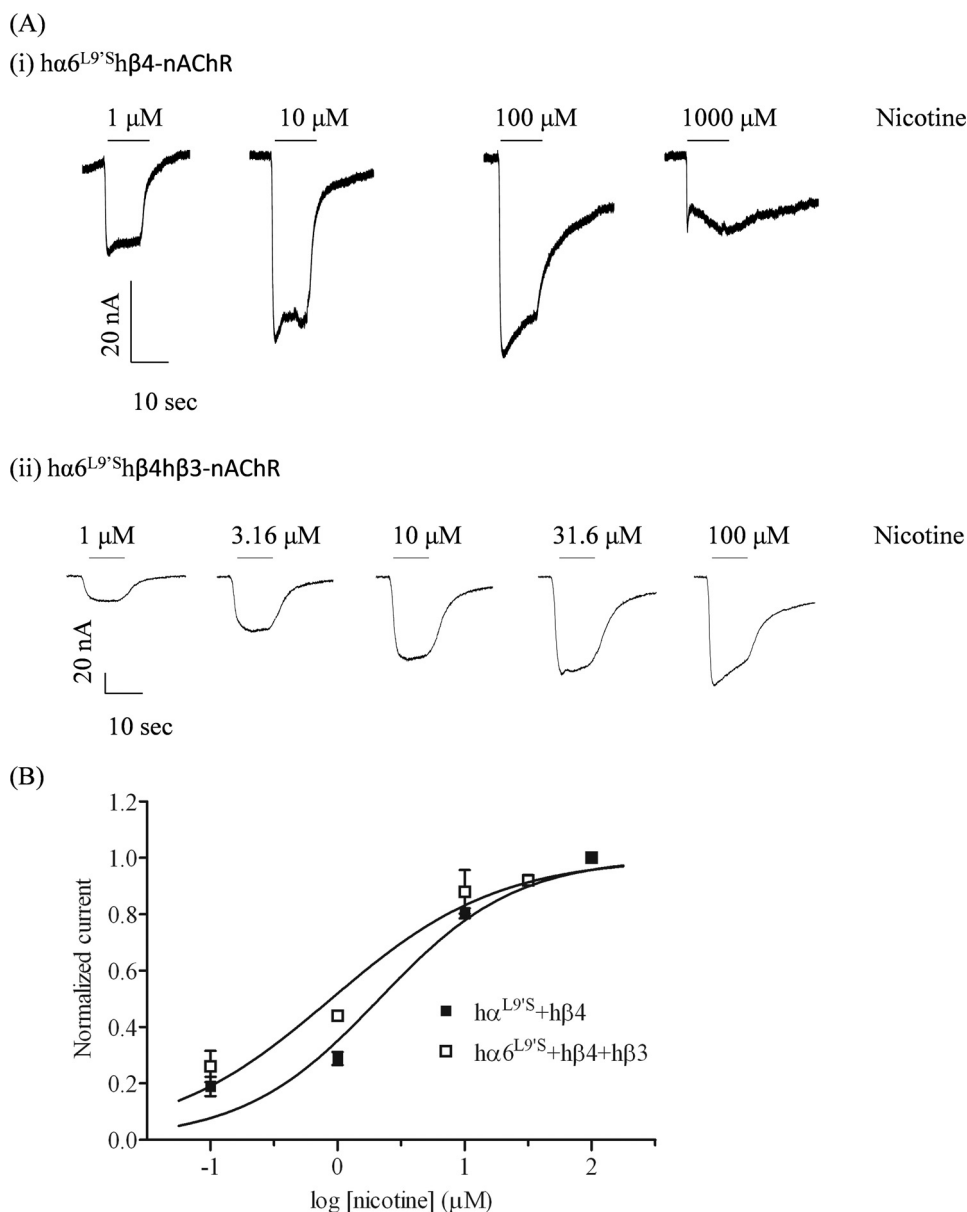 (A)
(i) hα6L9’Shβ4-nAChR
1 μM 10 μM 100 μM 1000 μM Nicotine
20 nA
10 sec
(ii) hα6L9’Shβ4hβ3-nAChR
1 μM 3.16 μM 10 μM 31.6 μM 100 μM Nicotine
20 nA
10 sec
(B)
Normalized current
1.2
1.0
0.8
0.6
0.4
0.2
0.0
hαL9'S+hβ4
hα6L9'S+hβ4+hβ3
-1 0 1 2
log [nicotine] (μM)